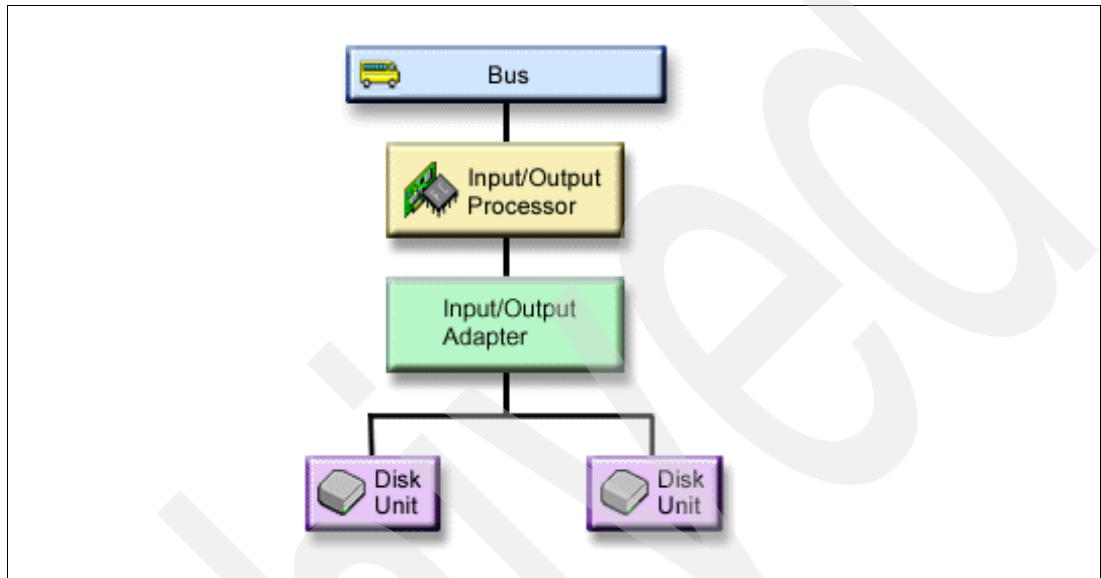 Bus
Input/Output
Processor
Input/Output
Adapter
Disk
Unit
Disk
Unit